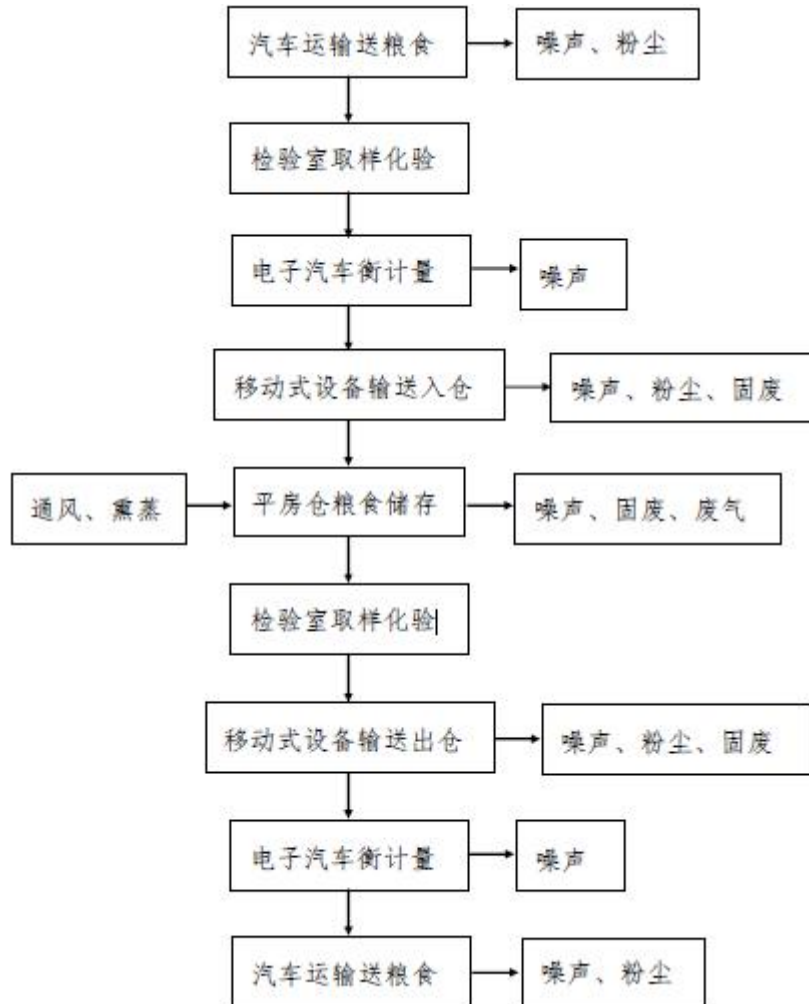 汽车运输送粮食
噪声、粉尘
检验室取样化验
电子汽车衡计量
噪声
移动式设备输送入仓
噪声、粉尘、固废
通风、熏蒸
平房仓粮食储存
噪声、固废、废气
检验室取样化验
移动式设备输送出仓
噪声、粉尘、固废
电子汽车衡计量
噪声
汽车运输送粮食
噪声、粉尘